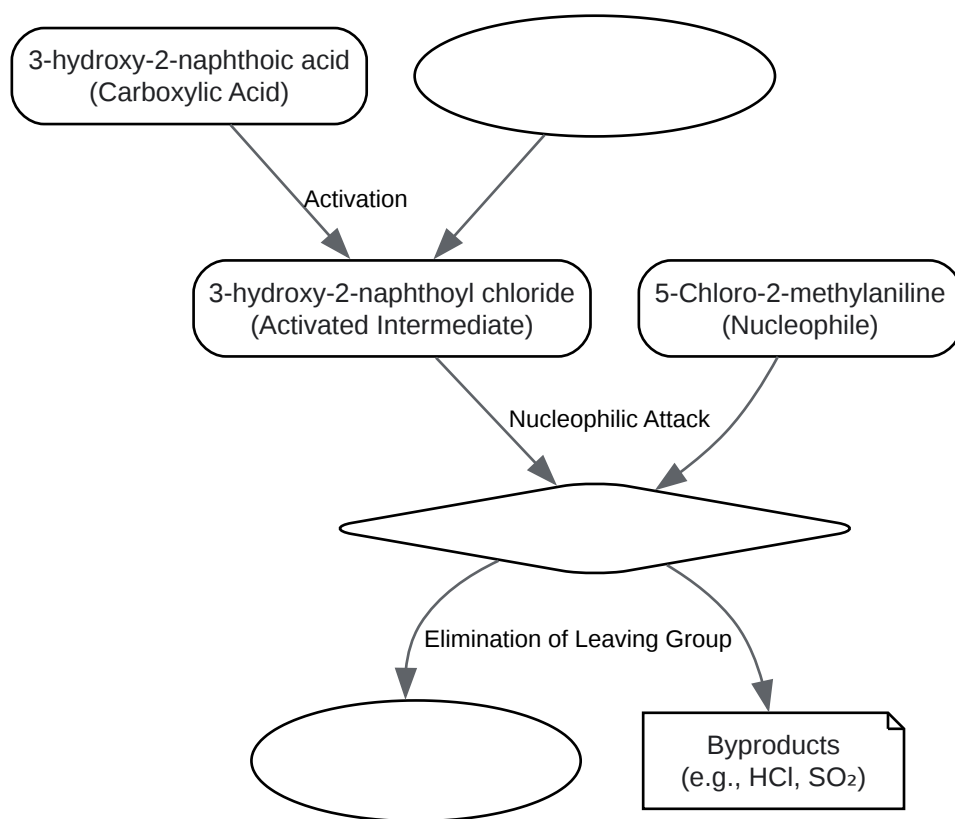 3-hydroxy-2-naphthoic acid
(Carboxylic Acid)
Activation
3-hydroxy-2-naphthoyl chloride
(Activated Intermediate)
5-Chloro-2-methylaniline
(Nucleophile)
Nucleophilic Attack
Elimination of Leaving Group
Byproducts
(e.g., HCl, SO₂)